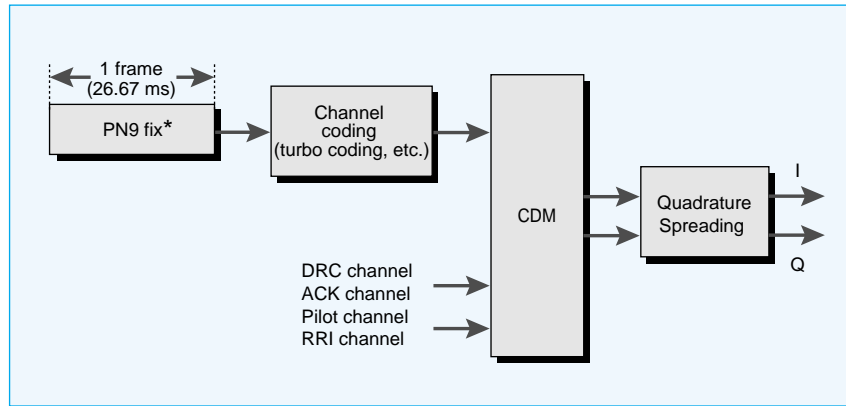 1 frame
(26.67 ms)
PN9 fix*
Channel
coding
(turbo coding, etc.)
CDM
DRC channel
ACK channel
Pilot channel
RRI channel
Quadrature
Spreading
I
Q